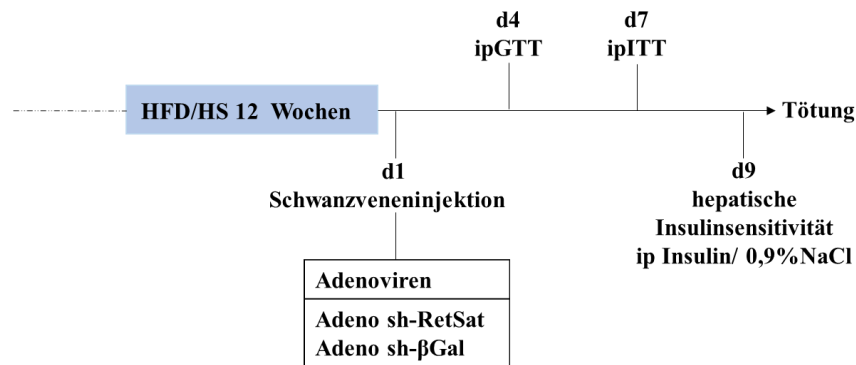 d4
ipGTT
d7
ipITT
HFD/HS 12 Wochen
Tötung
d1
Schwanzveneninjektion
d9
hepatische
Insulinsensitivität
ip Insulin/ 0,9%NaCl
Adenoviren
Adeno sh-RetSat
Adeno sh-βGal